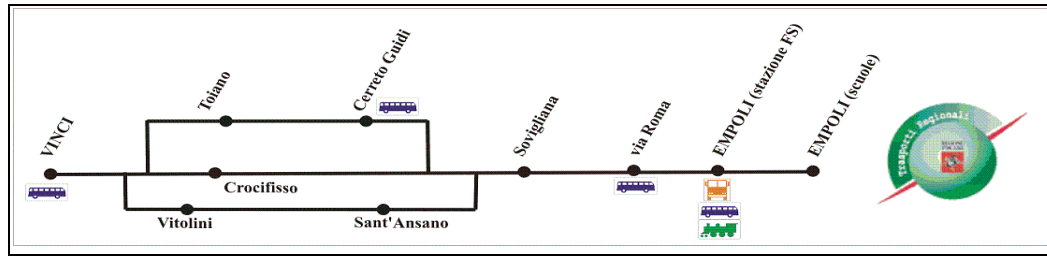 VINCI
Toiano
Cerreto Guidi
Crocifisso
Vitolini
Sant'Ansano
Sovigliana
via Roma
EMPOLI (stazione FS)
EMPOLI (scuole)
Trasporti Regionali